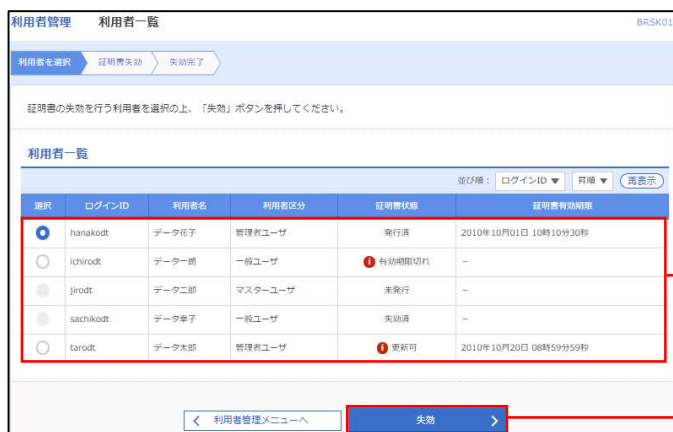 利用者管理 利用者一覧 BRSK01
利用者を選択 証明書失効 失効完了
証明書の失効を行う利用者を選択の上、「失効」ボタンを押してください。
利用者一覧
並び順： ログインID ▼ 昇順 ▼ 再表示
選択 ログインID 利用者名 利用者区分 証明書状態 証明書有効期限
hanakodt データ花子 管理者ユーザ 発行済 2010年10月01日 10時10分30秒
ichirodt データ一朗 一般ユーザ 有効期限切れ －
jirodt データ二郎 マスターユーザ 未発行 －
sachikodt データ幸子 一般ユーザ 失効済 －
tarodt データ太郎 管理者ユーザ 更新可 2010年10月20日 08時59分59秒
利用者管理メニューへ 失効